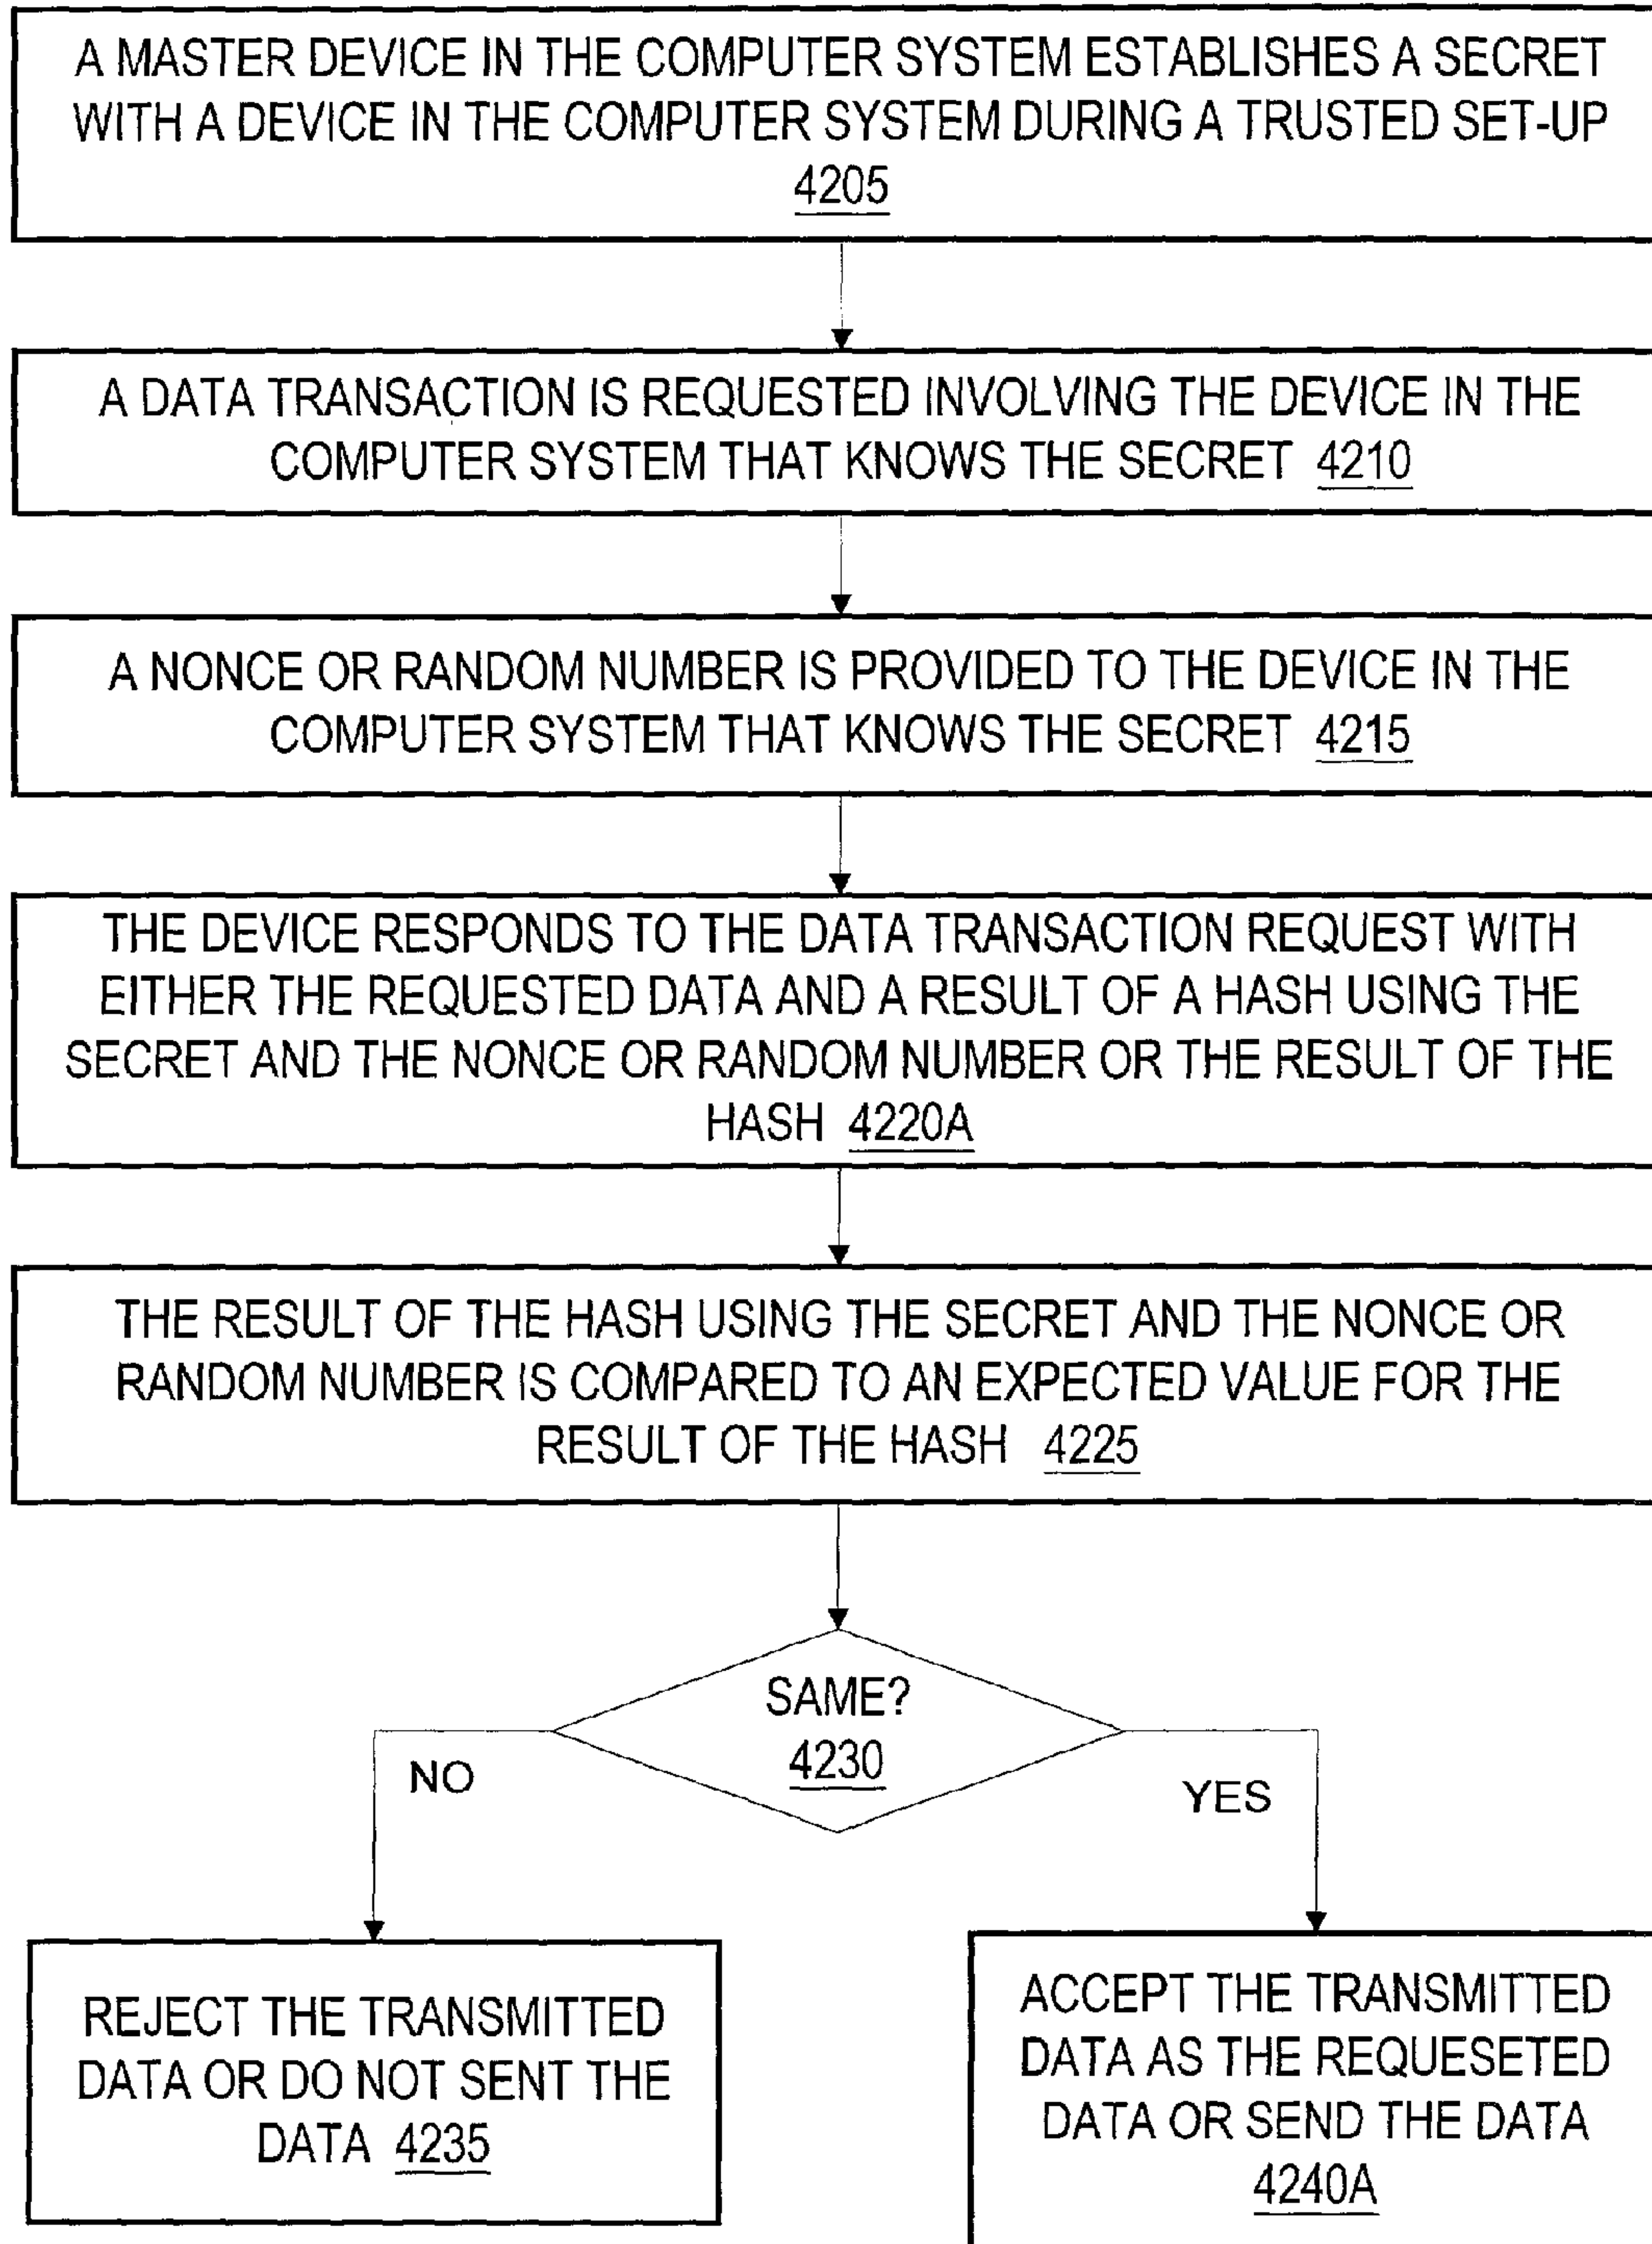 A MASTER DEVICE IN THE COMPUTER SYSTEM ESTABLISHES A SECRET
WITH A DEVICE IN THE COMPUTER SYSTEM DURING A TRUSTED SET-UP
4205
A DATA TRANSACTION IS REQUESTED INVOLVING THE DEVICE IN THE
COMPUTER SYSTEM THAT KNOWS THE SECRET 4210
A NONCE OR RANDOM NUMBER IS PROVIDED TO THE DEVICE IN THE
COMPUTER SYSTEM THAT KNOWS THE SECRET 4215
THE DEVICE RESPONDS TO THE DATA TRANSACTION REQUEST WITH
EITHER THE REQUESTED DATA AND A RESULT OF A HASH USING THE
SECRET AND THE NONCE OR RANDOM NUMBER OR THE RESULT OF THE
HASH 4220A
THE RESULT OF THE HASH USING THE SECRET AND THE NONCE OR
RANDOM NUMBER IS COMPARED TO AN EXPECTED VALUE FOR THE
RESULT OF THE HASH 4225
SAME?
4230
NO
YES
REJECT THE TRANSMITTED
DATA OR DO NOT SENT THE
DATA 4235
ACCEPT THE TRANSMITTED
DATA AS THE REQUESETED
DATA OR SEND THE DATA
4240A